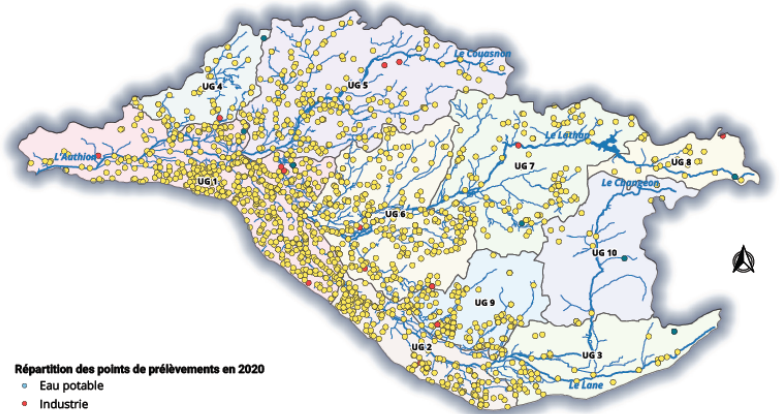 Le Couasnon
UG 4
UG 5
Le Lathan
L'Authion
UG 7
UG 8
UG 1
Le Changeon
UG 6
UG 10
UG 9
UG 2
UG 3
Le Lane
Répartition des points de prélèvements en 2020
Eau potable
Industrie